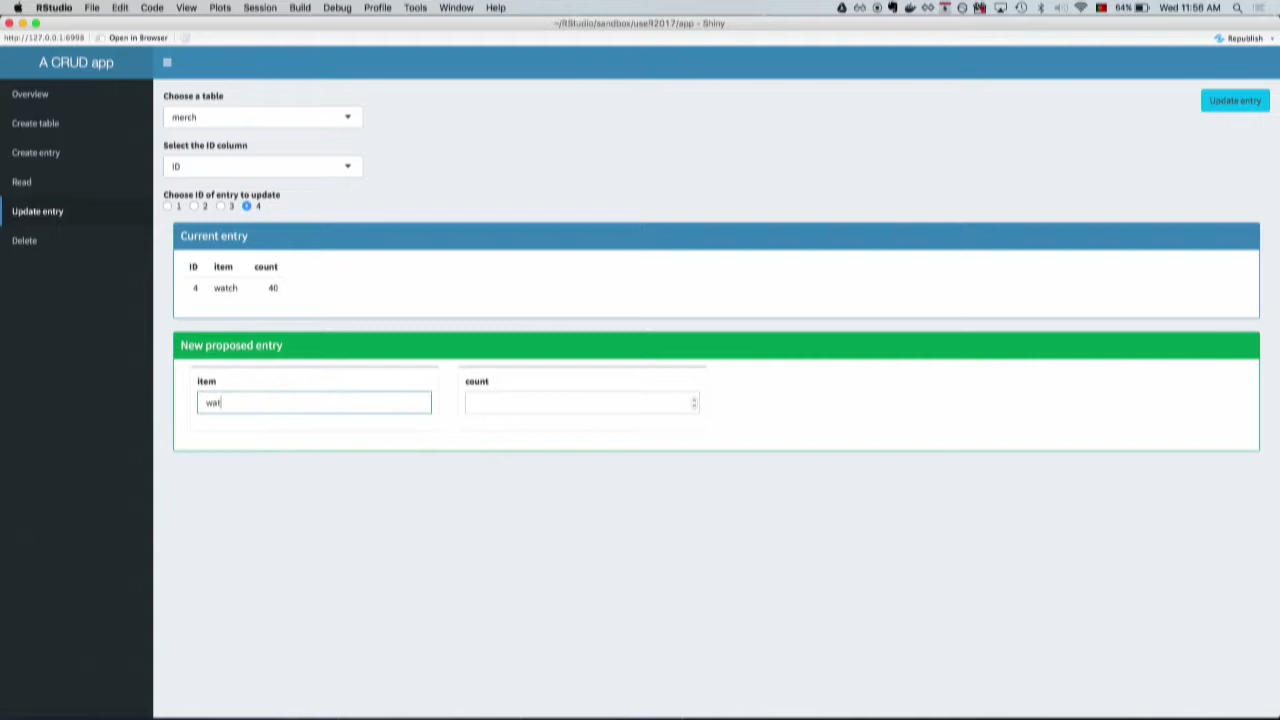 RStudio File Edit Code View Plots Session Build Debug Profile Tools Window Help 64% Wed 11:56 AM
~/RStudio/sandbox/useR2017/app - Shiny
http://127.0.0.1:6998 Open in Browser Republish
A CRUD app
Overview
Create table
Create entry
Read
Update entry
Delete
Choose a table
merch
Update entry
Select the ID column
ID
Choose ID of entry to update
1 2 3 4
Current entry
ID item count
4 watch 40
New proposed entry
item count
wat